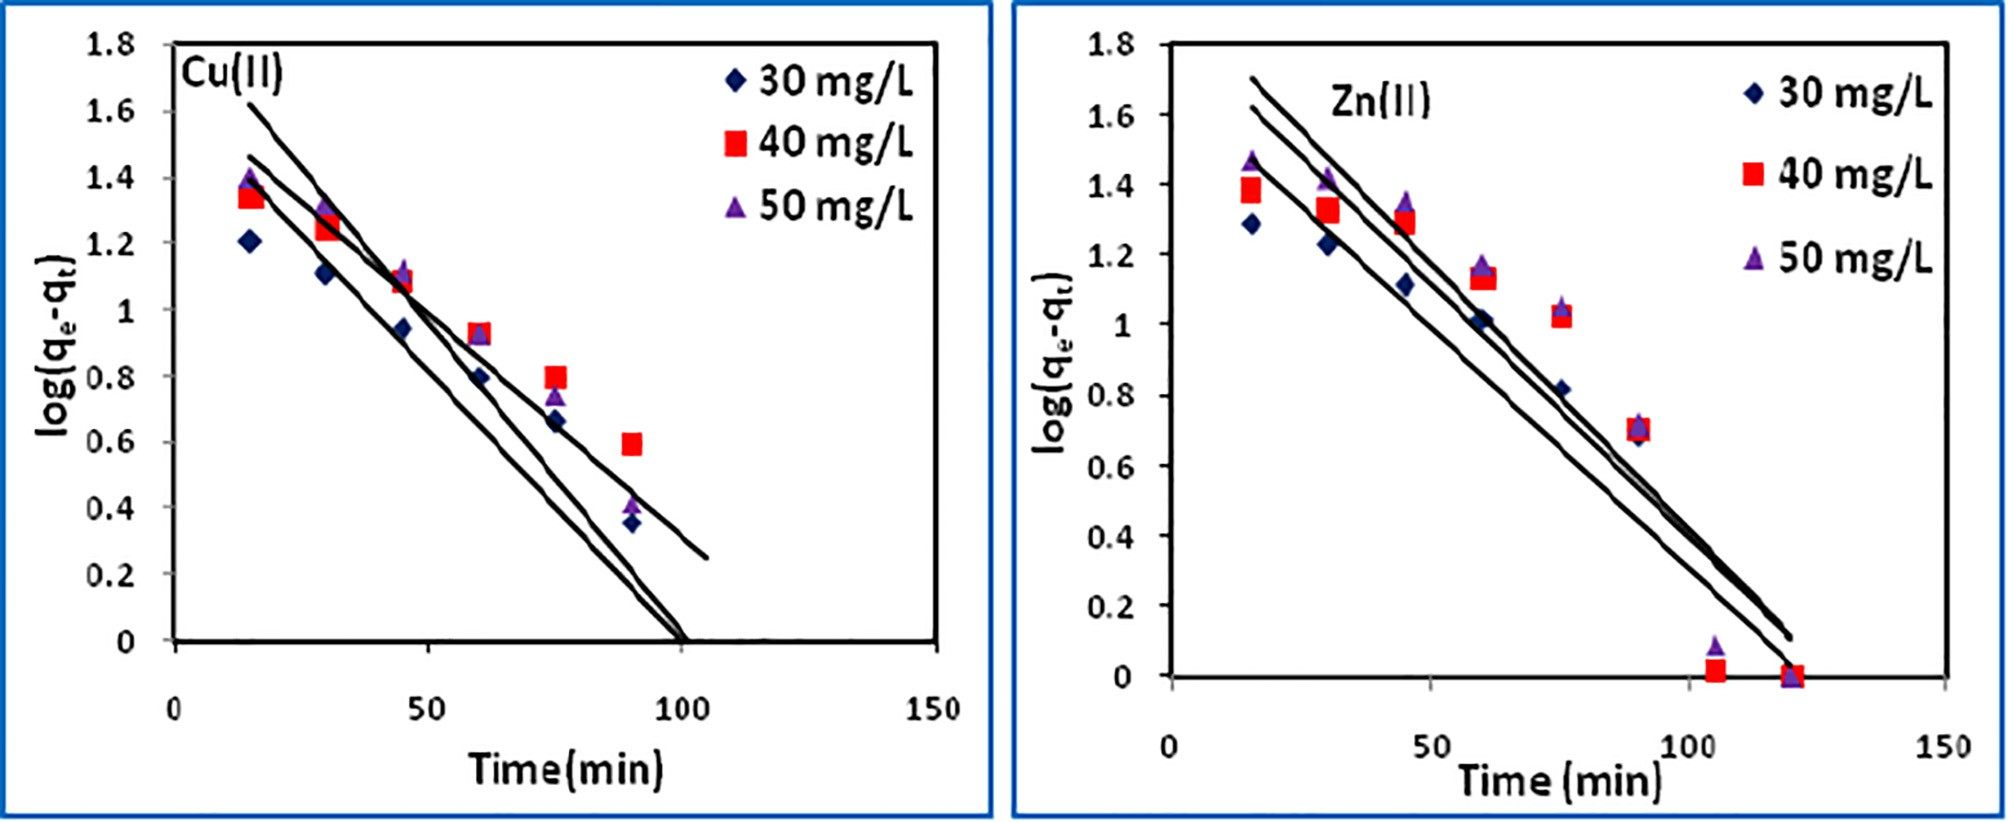 Cu(II)
30 mg/L
40 mg/L
50 mg/L
1.8
1.6
1.4
1.2
1
0.8
0.6
0.4
0.2
0
0 50 100 150
log(qe-qt)
Time(min)
Zn(II)
30 mg/L
40 mg/L
50 mg/L
1.8
1.6
1.4
1.2
1
0.8
0.6
0.4
0.2
0
0 50 100 150
log(qe-qt)
Time (min)